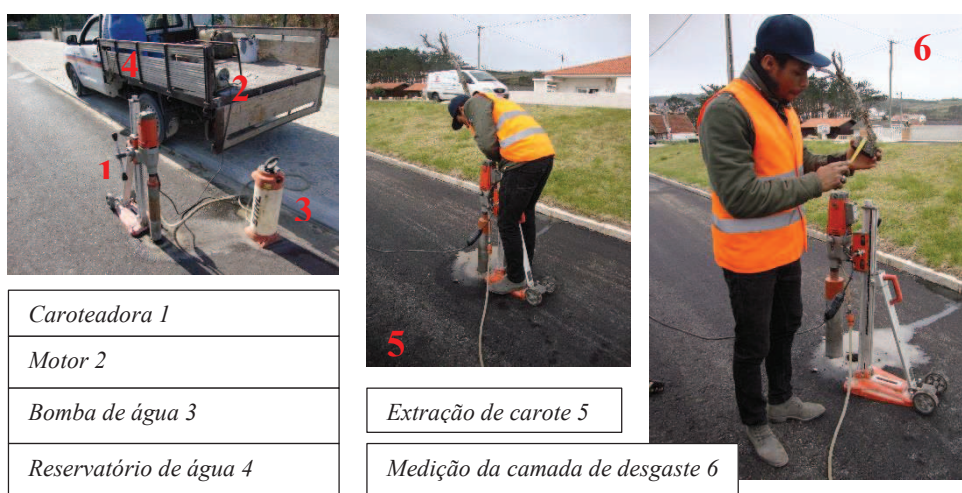 4
2
1
3
5
6
Caroteadora 1
Motor 2
Bomba de água 3
Reservatório de água 4
Extração de carote 5
Medição da camada de desgaste 6